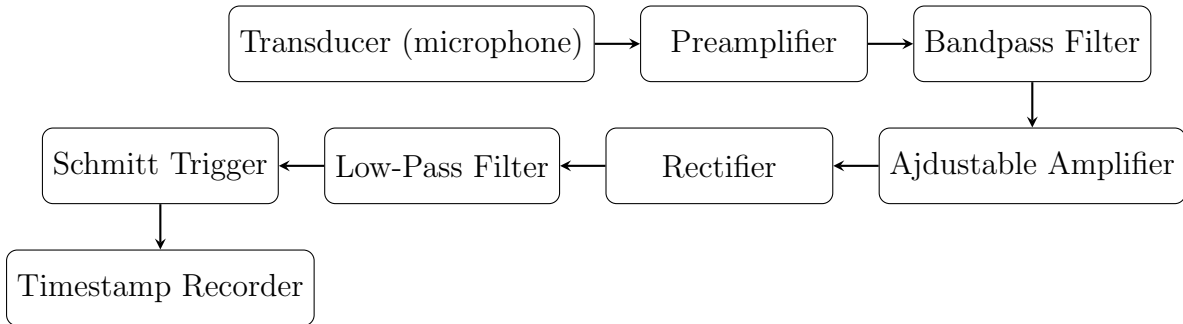 Transducer (microphone)
Preamplifier
Bandpass Filter
Ajdustable Amplifier
Rectifier
Low-Pass Filter
Schmitt Trigger
Timestamp Recorder